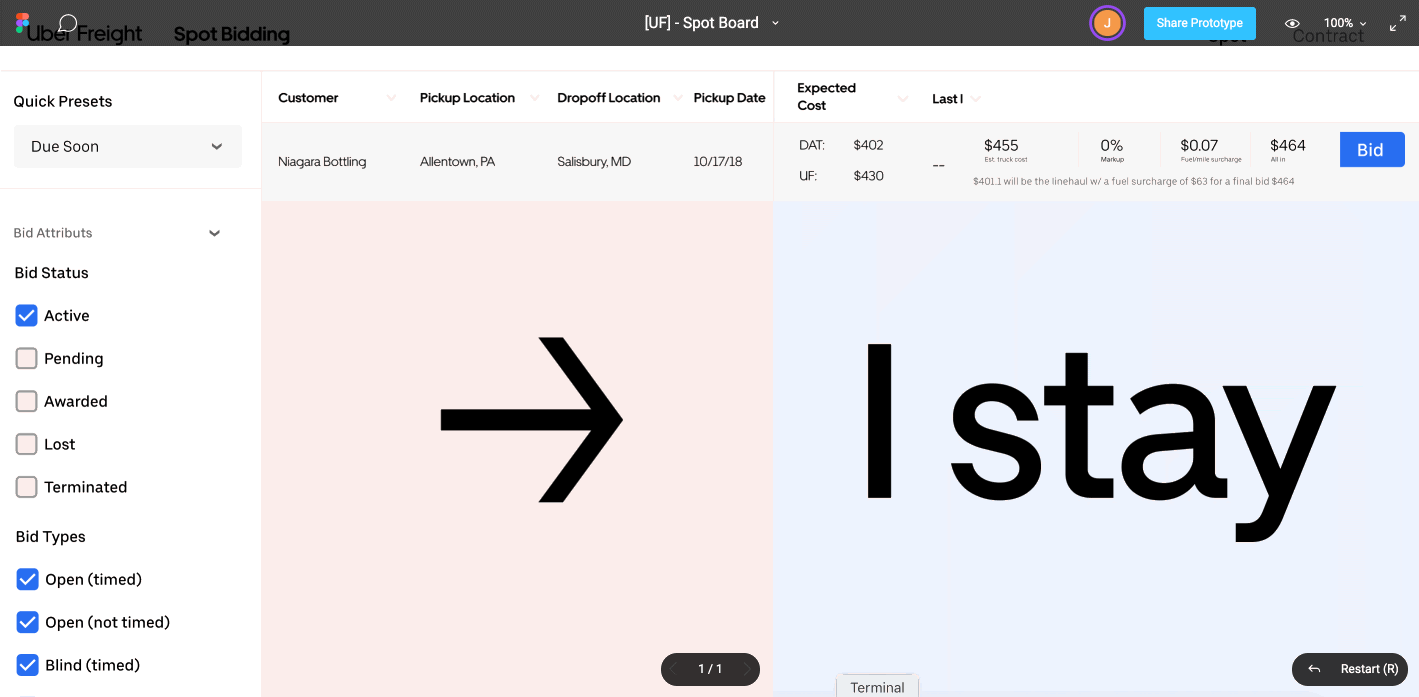 [UF] - Spot Board
J
Share Prototype
100%
Uber Freight
Spot Bidding
Spot
Contract
Quick Presets
Due Soon
Bid Attributs
Bid Status
Active
Pending
Awarded
Lost
Terminated
Bid Types
Open (timed)
Open (not timed)
Blind (timed)
Customer
Pickup Location
Dropoff Location
Pickup Date
Expected
Cost
Last l
Niagara Bottling
Allentown, PA
Salisbury, MD
10/17/18
DAT: $402
UF: $430
--
$455
Est. truck cost
0%
Markup
$0.07
Fuel/mile surcharge
$464
All in
Bid
$401.1 will be the linehaul w/ a fuel surcharge of $63 for a final bid $464
→
I stay
1 / 1
Restart (R)
Terminal